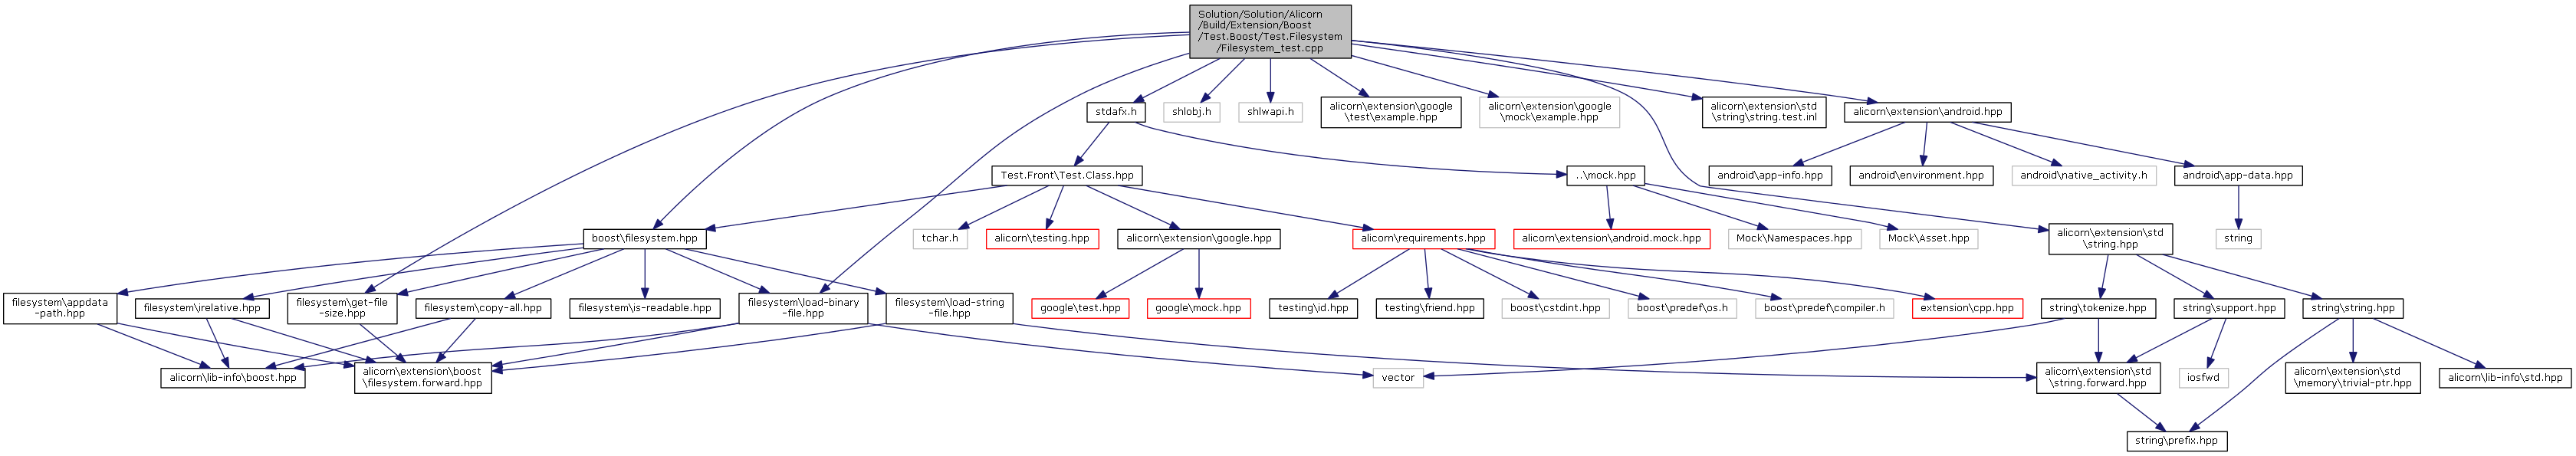 Solution/Solution/Alicorn
/Build/Extension/Boost
/Test.Boost/Test.Filesystem
/Filesystem_test.cpp
stdafx.h
shlobj.h
shlwapi.h
alicorn\extension\google
\test\example.hpp
alicorn\extension\google
\mock\example.hpp
alicorn\extension\std
\string\string.test.inl
alicorn\extension\android.hpp
Test.Front\Test.Class.hpp
..\mock.hpp
android\app-info.hpp
android\environment.hpp
android\native_activity.h
android\app-data.hpp
boost\filesystem.hpp
tchar.h
alicorn\testing.hpp
alicorn\extension\google.hpp
alicorn\requirements.hpp
alicorn\extension\android.mock.hpp
Mock\Namespaces.hpp
Mock\Asset.hpp
alicorn\extension\std
\string.hpp
string
filesystem\appdata
-path.hpp
filesystem\irelative.hpp
filesystem\get-file
-size.hpp
filesystem\copy-all.hpp
filesystem\is-readable.hpp
filesystem\load-binary
-file.hpp
filesystem\load-string
-file.hpp
google\test.hpp
google\mock.hpp
testing\id.hpp
testing\friend.hpp
boost\cstdint.hpp
boost\predef\os.h
boost\predef\compiler.h
extension\cpp.hpp
string\tokenize.hpp
string\support.hpp
string\string.hpp
alicorn\lib-info\boost.hpp
alicorn\extension\boost
\filesystem.forward.hpp
vector
alicorn\extension\std
\string.forward.hpp
iosfwd
alicorn\extension\std
\memory\trivial-ptr.hpp
alicorn\lib-info\std.hpp
string\prefix.hpp